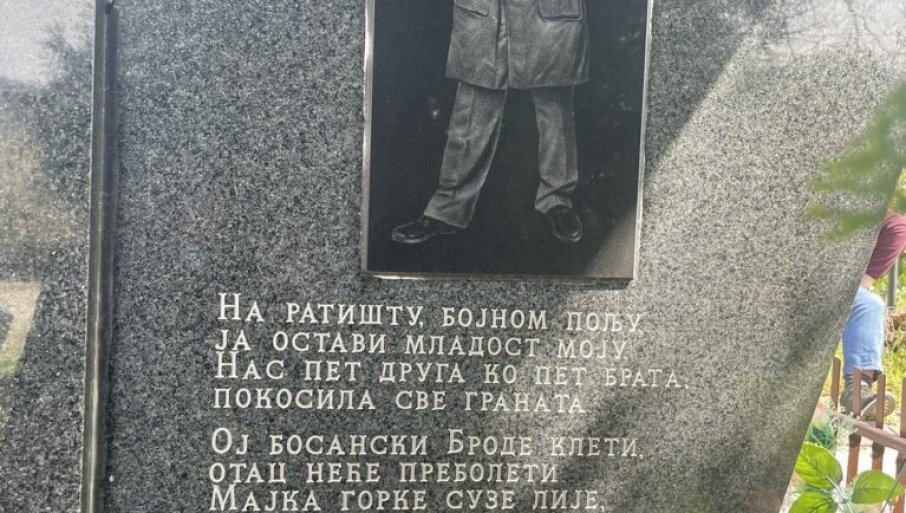 На ратишту, бојном пољу,
ја остави младост моју.
Нас пет друга ко пет брата,
покосила све граната.
Ој босански Броде клети,
отац неће преболети
Мајка горке сузе лије,